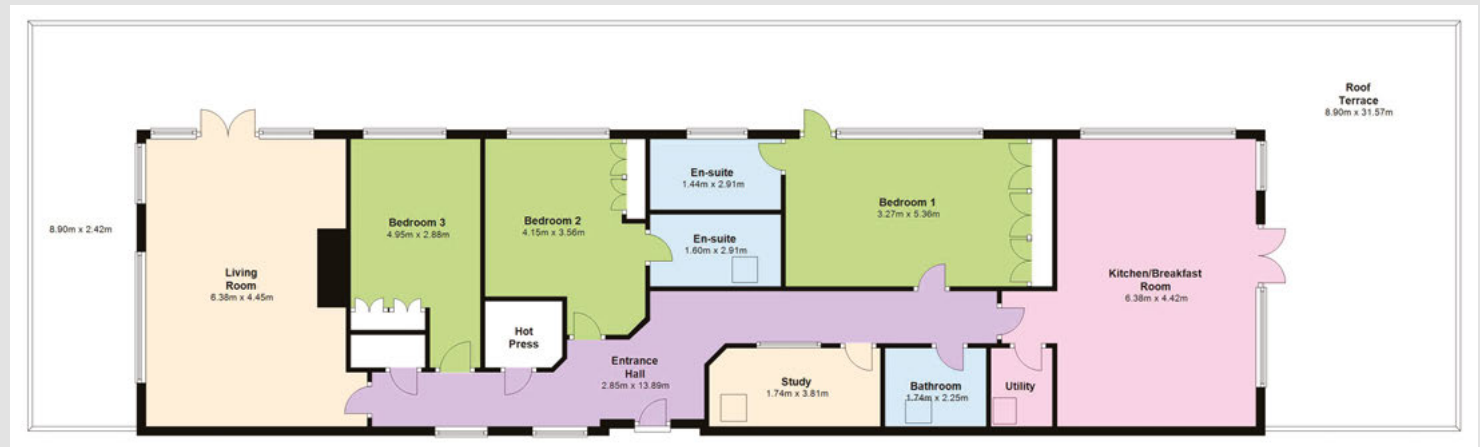 Roof
Terrace
8.90m x 31.57m
8.90m x 2.42m
Living
Room
6.38m x 4.45m
Bedroom 3
4.95m x 2.88m
Bedroom 2
4.15m x 3.56m
En-suite
1.44m x 2.91m
En-suite
1.60m x 2.91m
Bedroom 1
3.27m x 5.36m
Kitchen/Breakfast
Room
6.38m x 4.42m
Hot
Press
Entrance
Hall
2.85m x 13.89m
Study
1.74m x 3.81m
Bathroom
1.74m x 2.25m
Utility